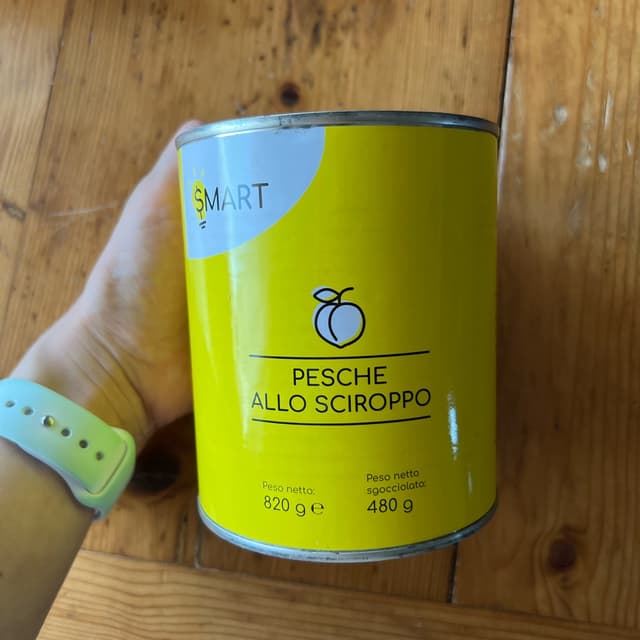 SMART
PESCHE
ALLO SCIROPPO
Peso netto:
820 g ℮
Peso netto
sgocciolato:
480 g